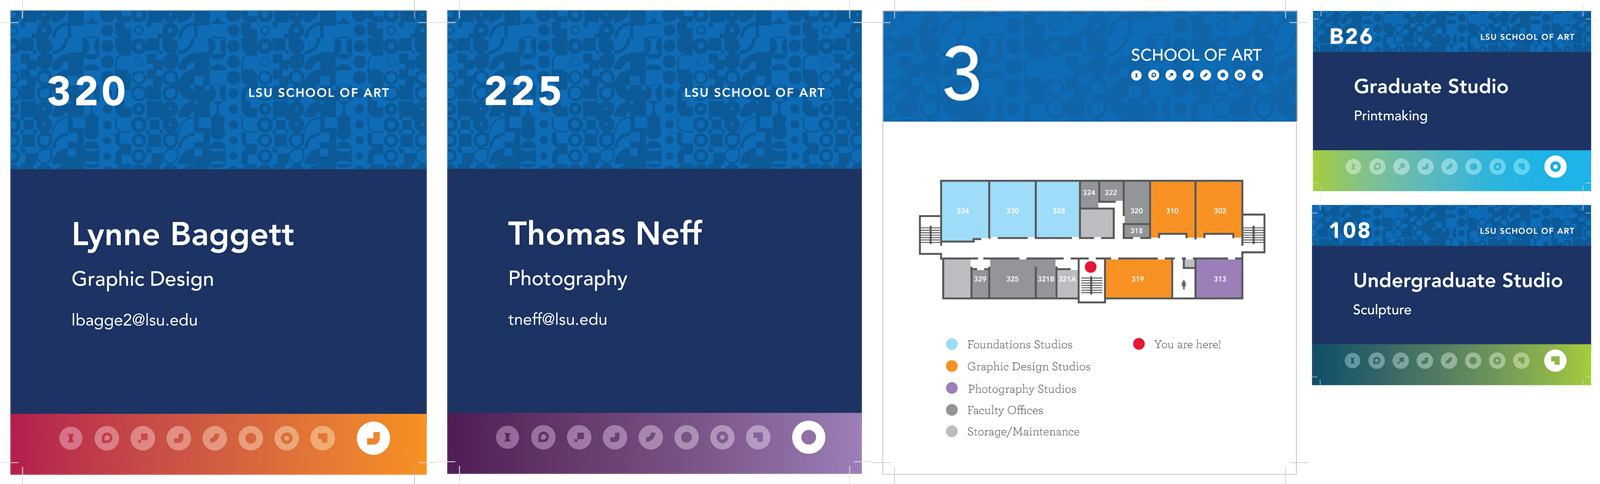 320
LSU SCHOOL OF ART
Lynne Baggett
Graphic Design
lbagge2@lsu.edu
225
LSU SCHOOL OF ART
Thomas Neff
Photography
tneff@lsu.edu
3
SCHOOL OF ART
334
330
328
324
322
320
318
310
302
329
325
321B
321A
319
313
Foundations Studios
Graphic Design Studios
Photography Studios
Faculty Offices
Storage/Maintenance
You are here!
B26
LSU SCHOOL OF ART
Graduate Studio
Printmaking
108
LSU SCHOOL OF ART
Undergraduate Studio
Sculpture